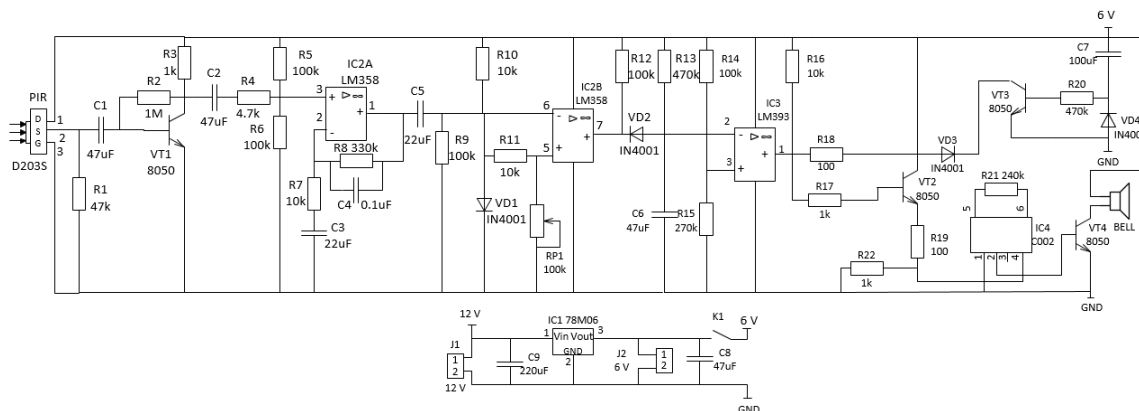 PIR
D
S
G
1
2
3
D203S
R1
47k
C1
47uF
R2
1M
R3
1k
VT1
8050
C2
47uF
R4
4.7k
R5
100k
R6
100k
IC2A
LM358
3
+
▷∞
2
-
1
R8 330k
C4
0.1uF
R7
10k
C3
22uF
C5
22uF
R9
100k
R10
10k
R11
10k
VD1
IN4001
RP1
100k
IC2B
LM358
6
-
▷∞
5
+
+
7
R12
100k
VD2
IN4001
R13
470k
C6
47uF
R14
100k
R15
270k
IC3
LM393
2
-
▷∞
3
+
+
1
R16
10k
R18
100
R17
1k
VT2
8050
VD3
IN4001
R19
100
R22
1k
VT3
8050
R20
470k
6 V
C7
100uF
VD4
IN400
GND
R21 240k
5
6
IC4
C002
1
2
3
4
VT4
8050
BELL
GND
12 V
J1
1
2
12 V
C9
220uF
IC1 78M06
1
Vin Vout
3
GND
2
J2
6 V
1
2
C8
47uF
K1
6 V
GND